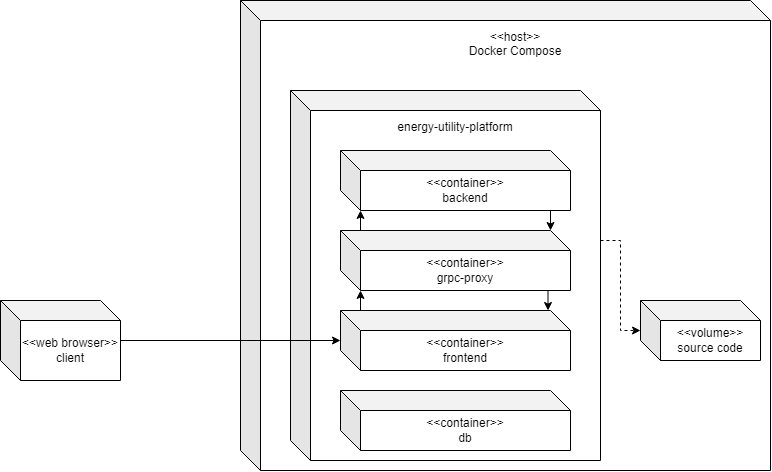 <<host>>
Docker Compose
energy-utility-platform
<<container>>
backend
<<container>>
grpc-proxy
<<web browser>>
client
<<container>>
frontend
<<volume>>
source code
<<container>>
db